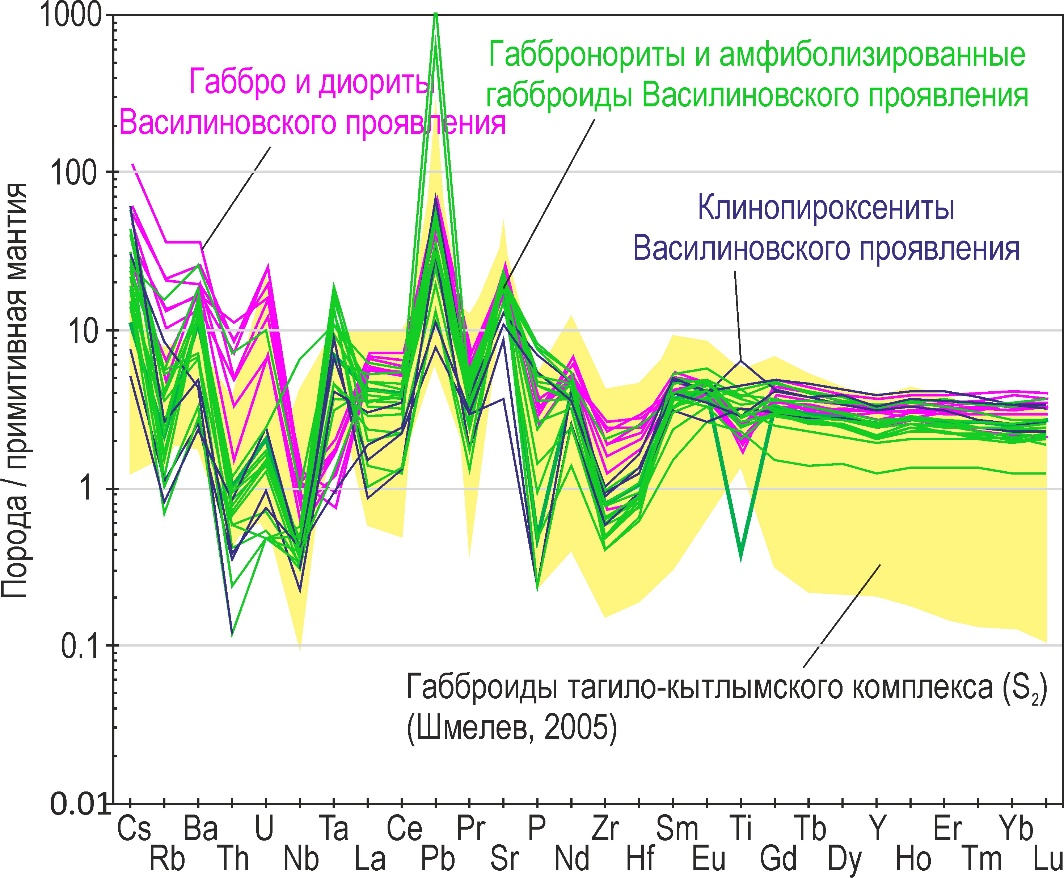 1000
Габбронориты и амфиболизированные
габброиды Василиновского проявления
Габбро и диориты
Василиновского проявления
100
Клинопироксениты
Василиновского проявления
10
1
0.1
0.01
Порода / примитивная мантия
Габброиды тагило-кытлымского комплекса (S₂)
(Шмелев, 2005)
Cs Ba U Ta Ce Pr P Zr Sm Ti Tb Y Er Yb
Rb Th Nb La Pb Sr Nd Hf Eu Gd Dy Ho Tm Lu